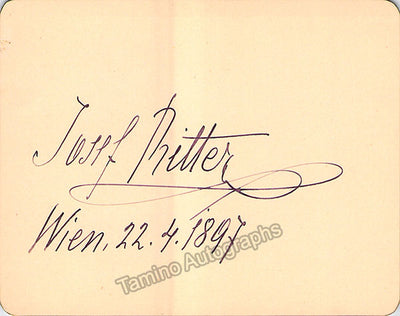 Josef Ritter
Wien, 22.4.1897
Tamino Autographs